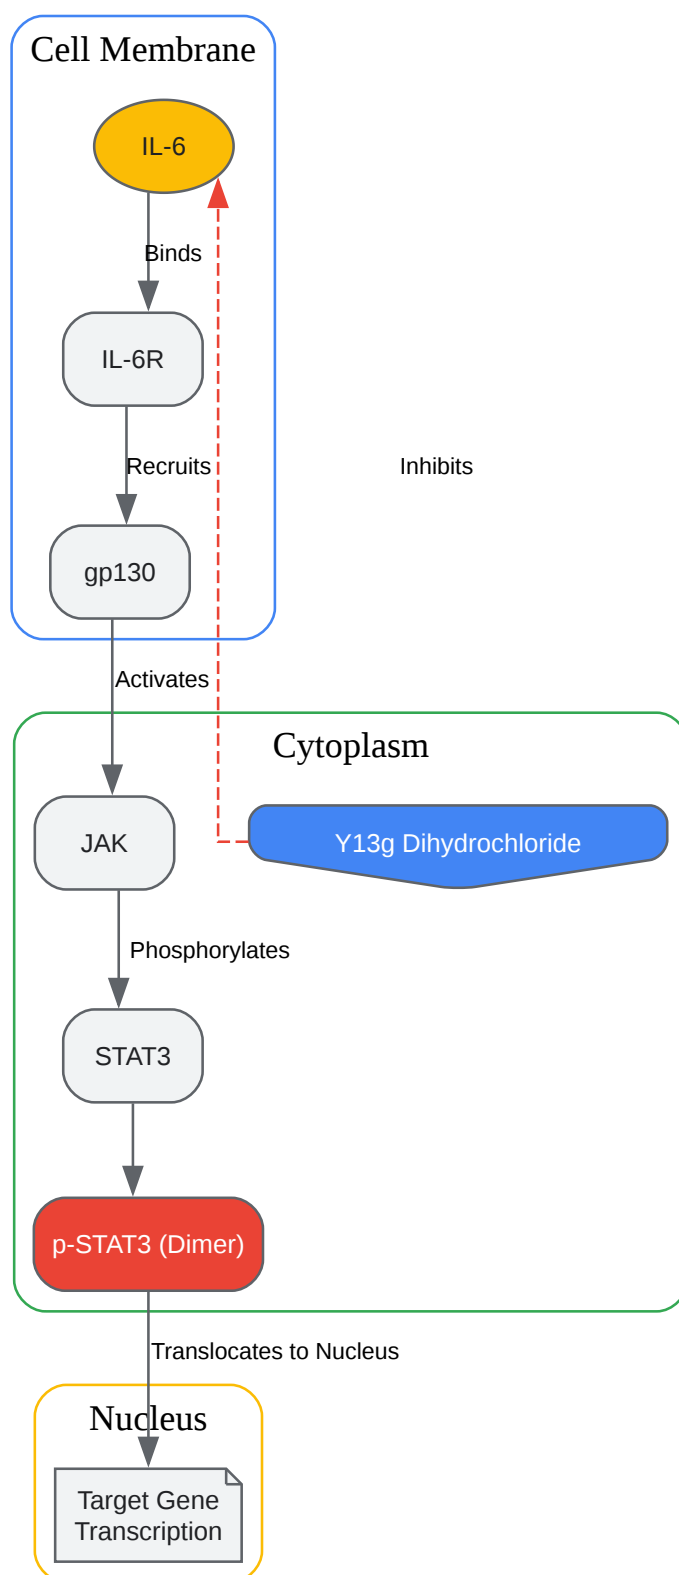 Cell Membrane
IL-6
Binds
IL-6R
Recruits
Inhibits
gp130
Activates
Cytoplasm
JAK
Y13g Dihydrochloride
Phosphorylates
STAT3
p-STAT3 (Dimer)
Translocates to Nucleus
Nucleus
Target Gene
Transcription